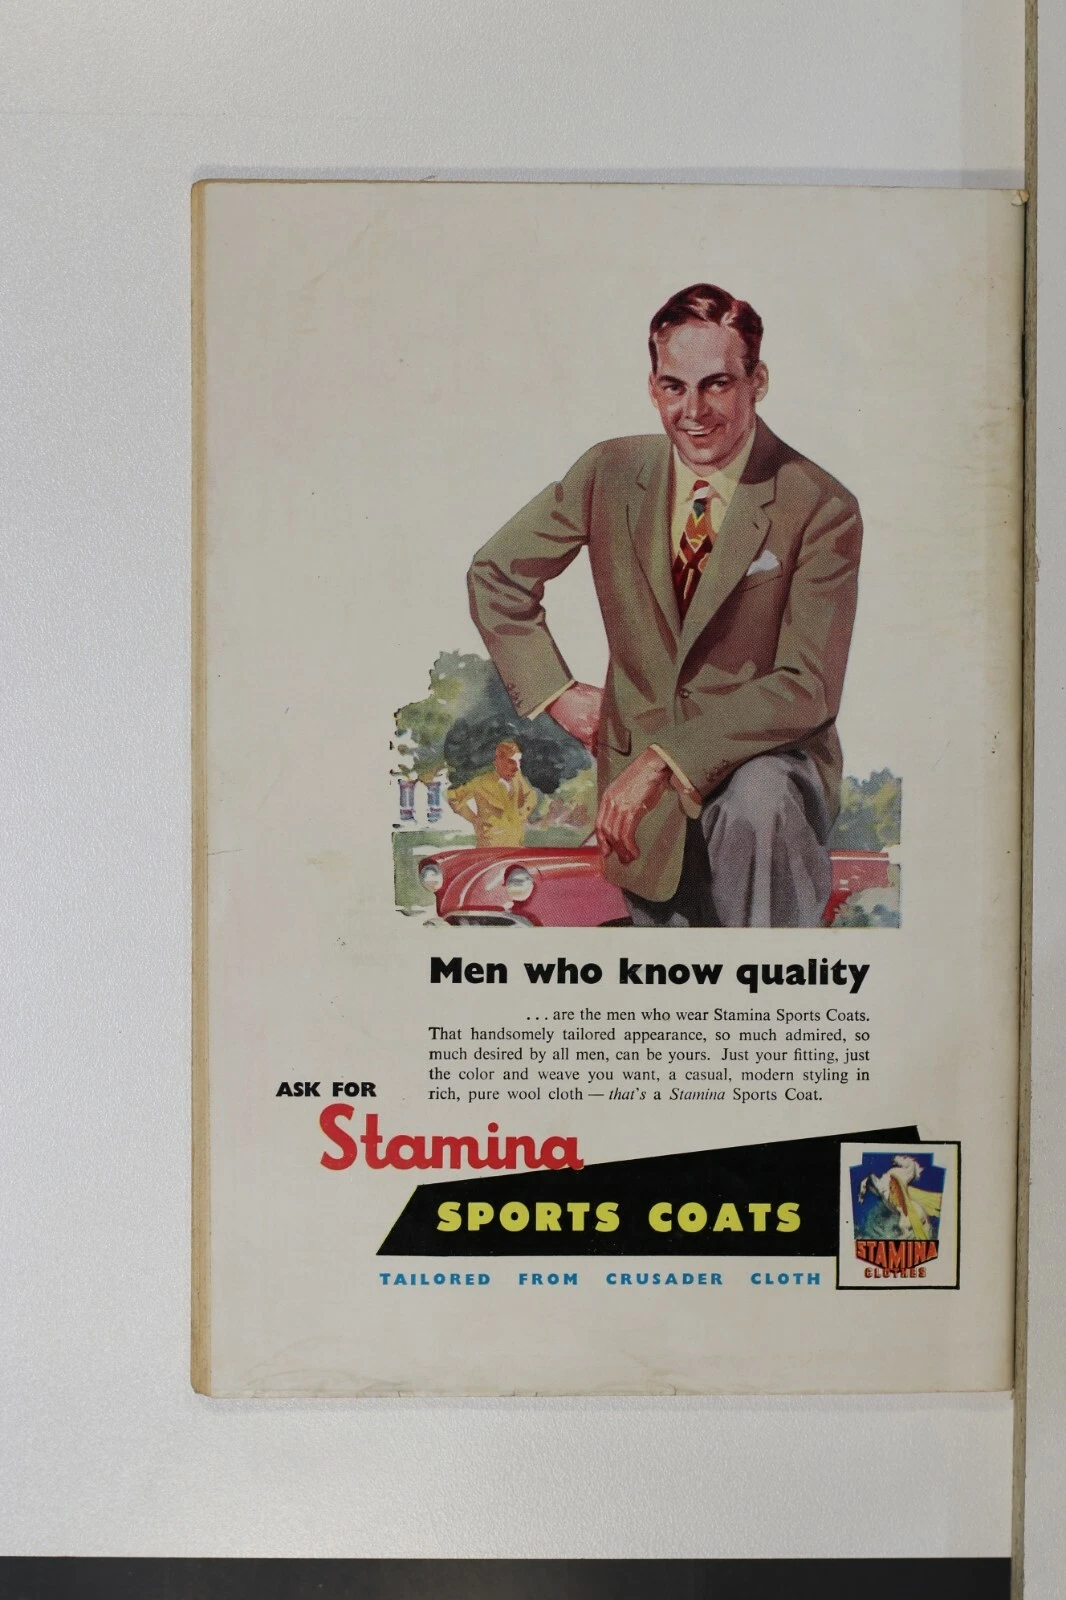 Men who know quality
... are the men who wear Stamina Sports Coats.
That handsomely tailored appearance, so much admired, so
much desired by all men, can be yours. Just your fitting, just
the color and weave you want, a casual, modern styling in
rich, pure wool cloth — that's a Stamina Sports Coat.
ASK FOR
Stamina
SPORTS COATS
TAILORED FROM CRUSADER CLOTH
STAMINA
CLOTHES